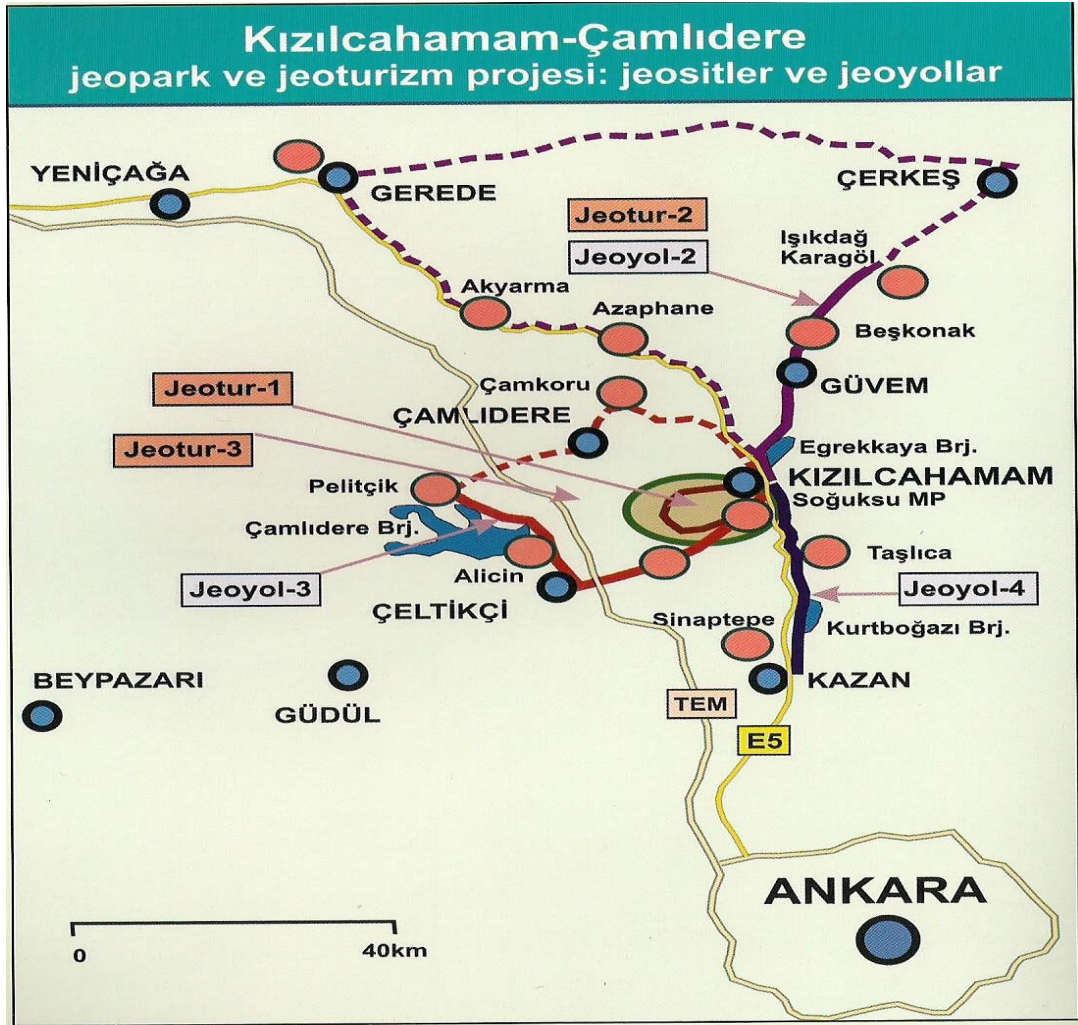 Kızılcahamam-Çamlıdere
jeopark ve jeoturizm projesi: jeositler ve jeoyollar
YENİÇAĞA
GEREDE
ÇERKEŞ
Jeotur-2
Jeoyol-2
Işıkdağ
Karagöl
Akyarma
Azaphane
Beşkonak
Jeotur-1
Çamkoru
GÜVEM
ÇAMLIDERE
Jeotur-3
Egrekkaya Brj.
KIZILCAHAMAM
Pelitçik
Soğuksu MP
Çamlıdere Brj.
Taşlıca
Alicin
Jeoyol-3
Jeoyol-4
ÇELTİKÇİ
Sinaptepe
Kurtboğazı Brj.
BEYPAZARI
KAZAN
GÜDÜL
TEM
E5
ANKARA
0
40km